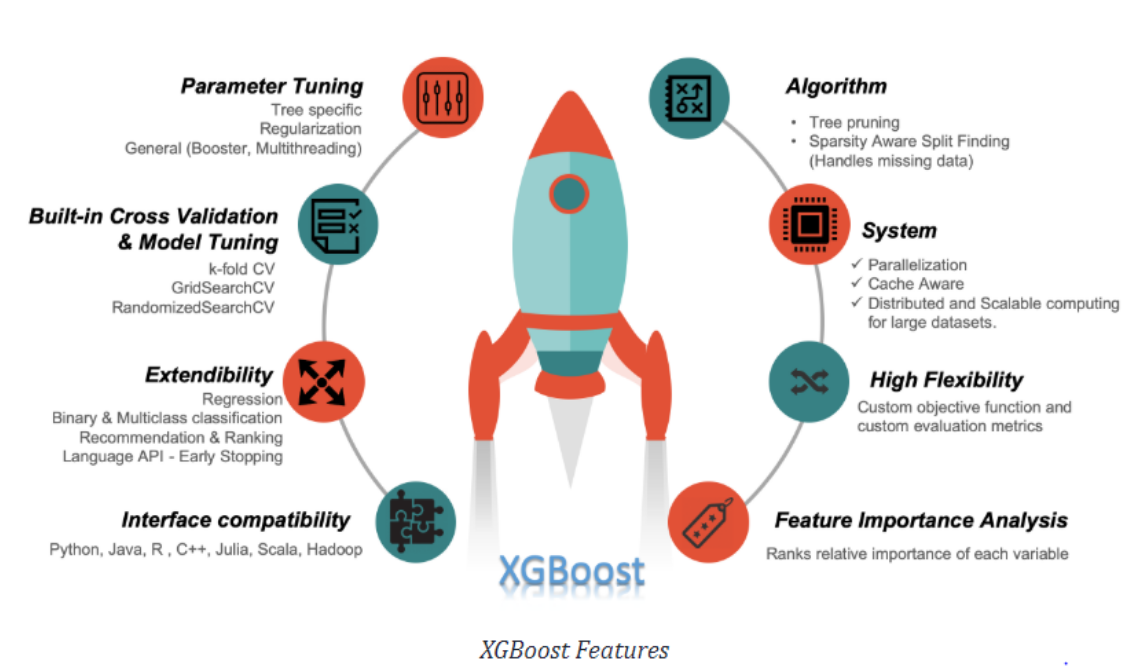 Parameter Tuning
Tree specific
Regularization
General (Booster, Multithreading)
Built-in Cross Validation
& Model Tuning
k-fold CV
GridSearchCV
RandomizedSearchCV
Extendibility
Regression
Binary & Multiclass classification
Recommendation & Ranking
Language API - Early Stopping
Interface compatibility
Python, Java, R , C++, Julia, Scala, Hadoop
Algorithm
• Tree pruning
• Sparsity Aware Split Finding
(Handles missing data)
System
✓ Parallelization
✓ Cache Aware
✓ Distributed and Scalable computing
for large datasets.
High Flexibility
Custom objective function and
custom evaluation metrics
Feature Importance Analysis
Ranks relative importance of each variable
XGBoost
XGBoost Features